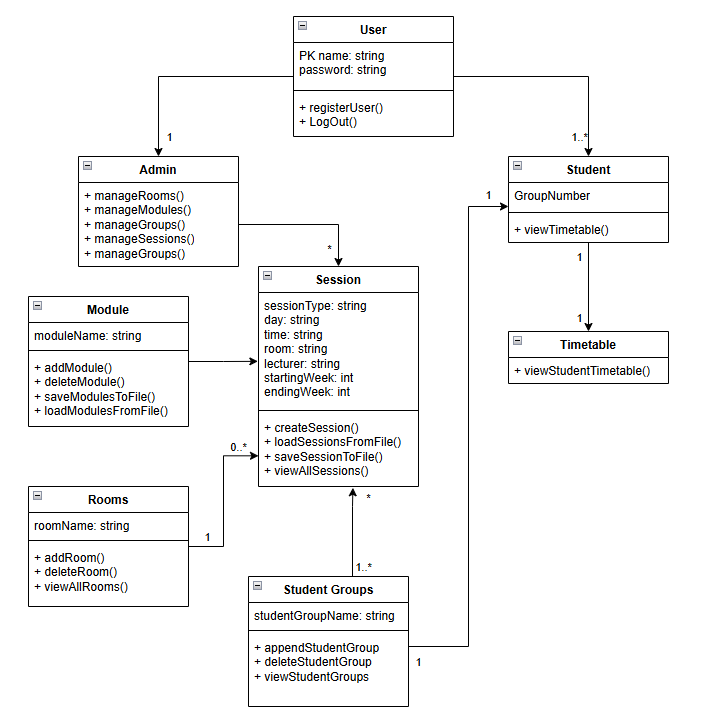 User
PK name: string
password: string
+ registerUser()
+ LogOut()
1
1..*
Admin
+ manageRooms()
+ manageModules()
+ manageGroups()
+ manageSessions()
+ manageGroups()
Student
GroupNumber
+ viewTimetable()
1
*
1
1
Session
sessionType: string
day: string
time: string
room: string
lecturer: string
startingWeek: int
endingWeek: int
+ createSession()
+ loadSessionsFromFile()
+ saveSessionToFile()
+ viewAllSessions()
Module
moduleName: string
+ addModule()
+ deleteModule()
+ saveModulesToFile()
+ loadModulesFromFile()
Timetable
+ viewStudentTimetable()
0..*
1
Rooms
roomName: string
+ addRoom()
+ deleteRoom()
+ viewAllRooms()
*
1..*
Student Groups
studentGroupName: string
+ appendStudentGroup
+ deleteStudentGroup
+ viewStudentGroups
1